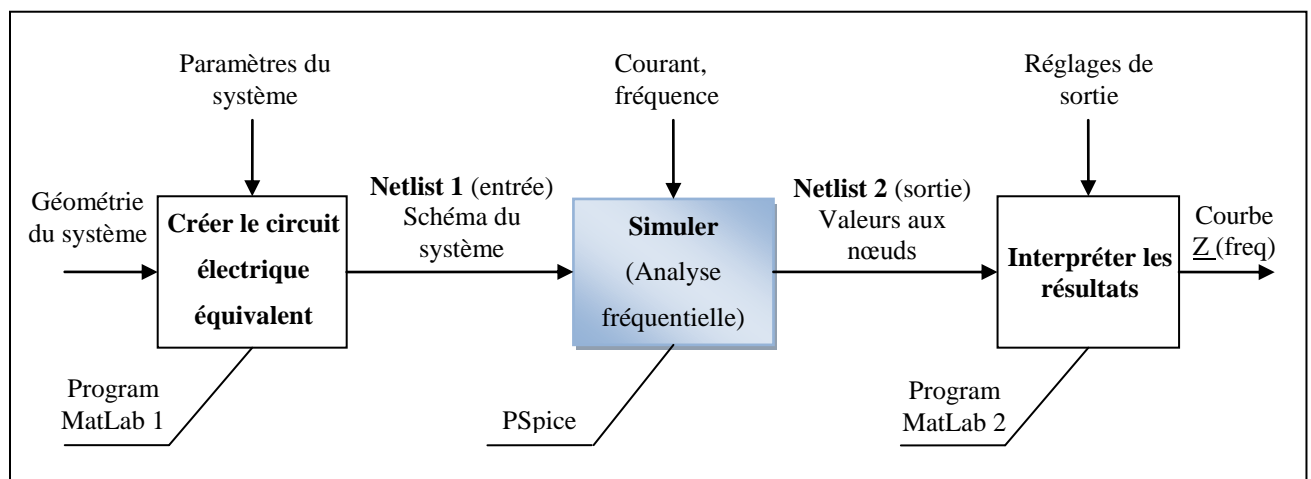 Paramètres du
système
Courant,
fréquence
Réglages de
sortie
Géométrie
du système
Créer le circuit
électrique
équivalent
Netlist 1 (entrée)
Schéma du
système
Simuler
(Analyse
fréquentielle)
Netlist 2 (sortie)
Valeurs aux
nœuds
Interpréter les
résultats
Courbe
Z (freq)
Program
MatLab 1
PSpice
Program
MatLab 2